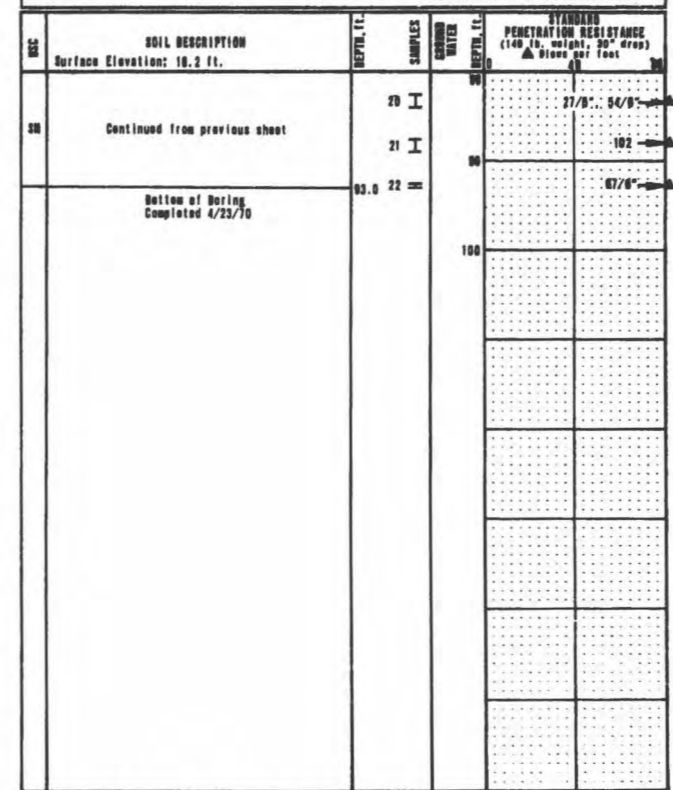 USC
SOIL DESCRIPTION
Surface Elevation: 18.2 ft.
DEPTH, ft.
SAMPLES
GROUND
WATER
DEPTH, ft.
STANDARD
PENETRATION RESISTANCE
(140 lb. weight, 30" drop)
▲ Blows per foot
0 40
20
27/6", 54/6"
SM
Continued from previous sheet
21
102
90
93.0 22
67/6"
Bottom of Boring
Completed 4/23/70
100